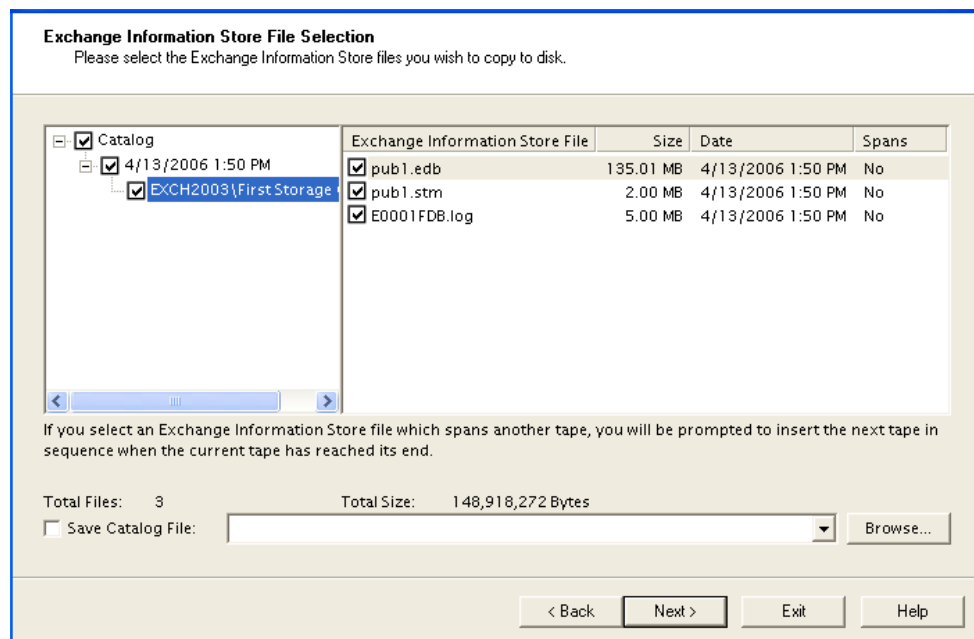 Exchange Information Store File Selection
Please select the Exchange Information Store files you wish to copy to disk.
Catalog
4/13/2006 1:50 PM
EXCH2003\First Storage
Exchange Information Store File Size Date Spans
pub1.edb 135.01 MB 4/13/2006 1:50 PM No
pub1.stm 2.00 MB 4/13/2006 1:50 PM No
E0001FDB.log 5.00 MB 4/13/2006 1:50 PM No
If you select an Exchange Information Store file which spans another tape, you will be prompted to insert the next tape in
sequence when the current tape has reached its end.
Total Files: 3 Total Size: 148,918,272 Bytes
Save Catalog File: Browse...
< Back Next > Exit Help